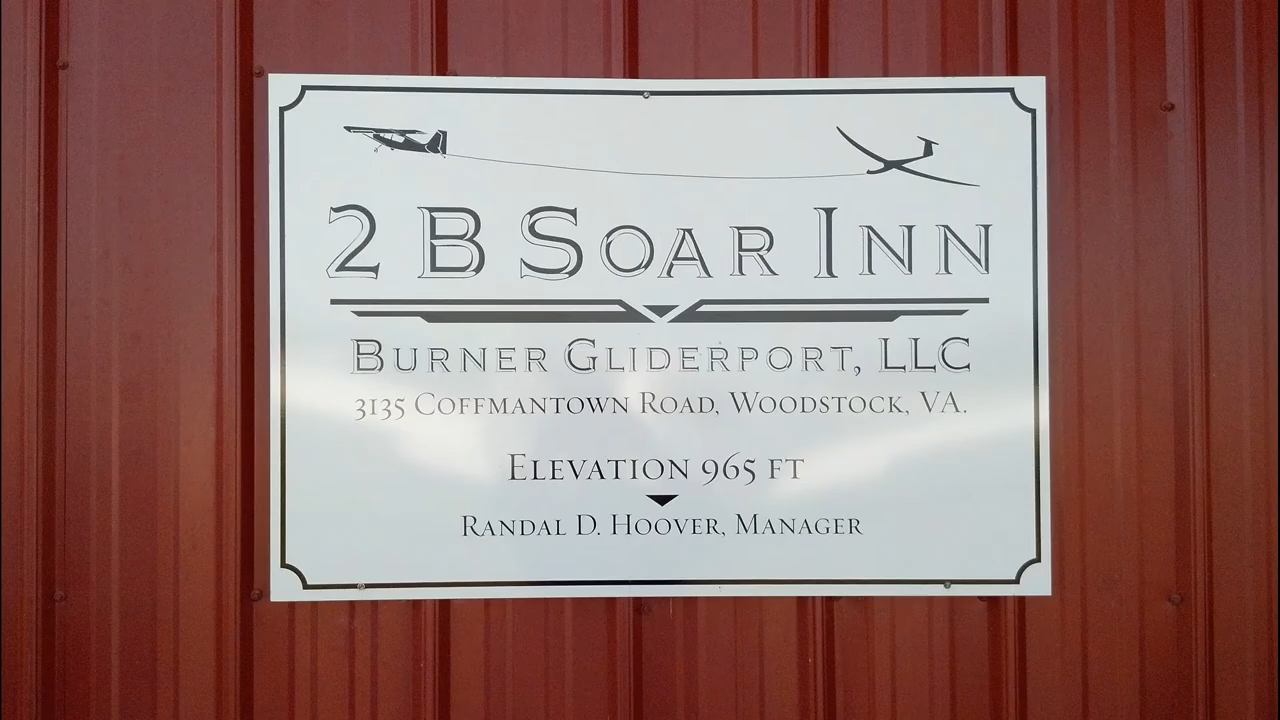 2 B Soar Inn
Burner Gliderport, LLC
3135 Coffmantown Road, Woodstock, VA.
Elevation 965 ft
Randal D. Hoover, Manager